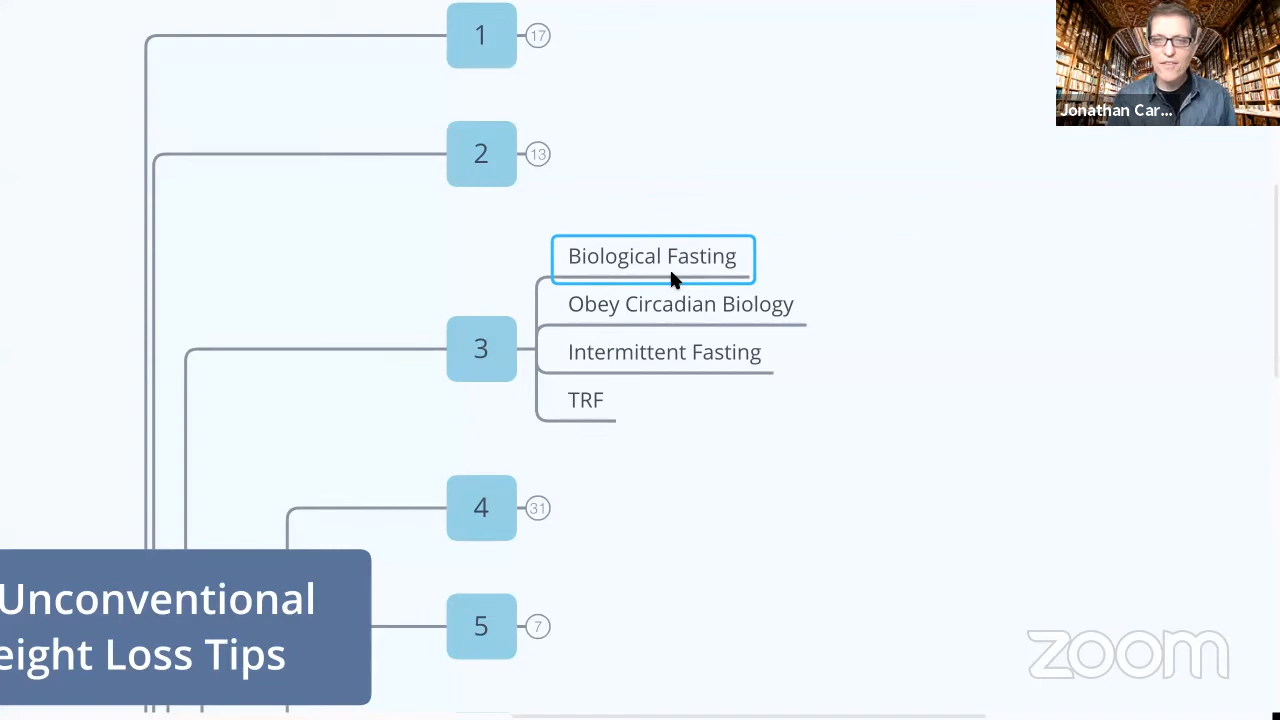 1
17
Jonathan Car...
2
13
Biological Fasting
Obey Circadian Biology
3
Intermittent Fasting
TRF
4
31
Unconventional
eight Loss Tips
5
7
zoom